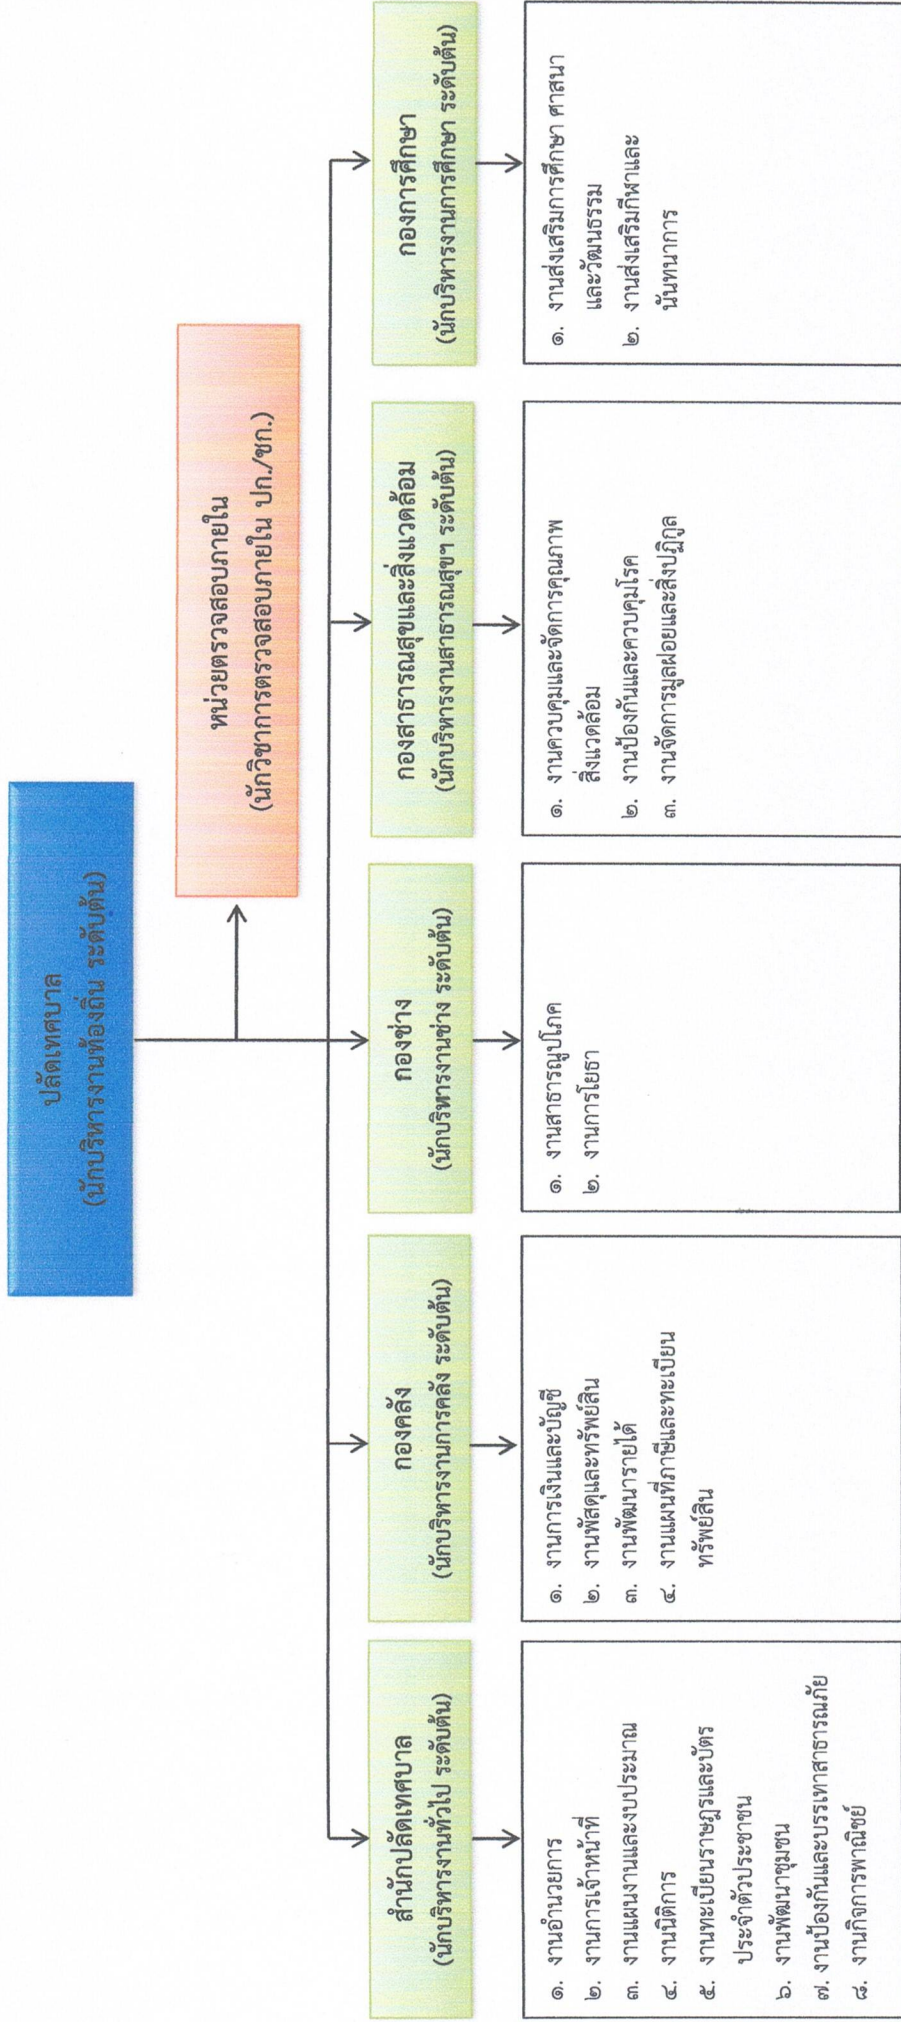 ปลัดเทศบาล
(นักบริหารงานท้องถิ่น ระดับต้น)
หน่วยตรวจสอบภายใน
(นักวิชาการตรวจสอบภายใน ปก./ชก.)
สำนักปลัดเทศบาล
(นักบริหารงานทั่วไป ระดับต้น)
๑. งานอำนวยการ
๒. งานการเจ้าหน้าที่
๓. งานแผนงานและงบประมาณ
๔. งานนิติการ
๕. งานทะเบียนราษฎรและบัตร
ประจำตัวประชาชน
๖. งานพัฒนาชุมชน
๗. งานป้องกันและบรรเทาสาธารณภัย
๘. งานกิจการพาณิชย์
กองคลัง
(นักบริหารงานการคลัง ระดับต้น)
๑. งานการเงินและบัญชี
๒. งานพัสดุและทรัพย์สิน
๓. งานพัฒนารายได้
๔. งานแผนที่ภาษีและทะเบียน
ทรัพย์สิน
กองช่าง
(นักบริหารงานช่าง ระดับต้น)
๑. งานสาธารณูปโภค
๒. งานการโยธา
กองสาธารณสุขและสิ่งแวดล้อม
(นักบริหารงานสาธารณสุขฯ ระดับต้น)
๑. งานควบคุมและจัดการคุณภาพ
สิ่งแวดล้อม
๒. งานป้องกันและควบคุมโรค
๓. งานจัดการมูลฝอยและสิ่งปฏิกูล
กองการศึกษา
(นักบริหารงานการศึกษา ระดับต้น)
๑. งานส่งเสริมการศึกษา ศาสนา
และวัฒนธรรม
๒. งานส่งเสริมกีฬาและ
นันทนาการ